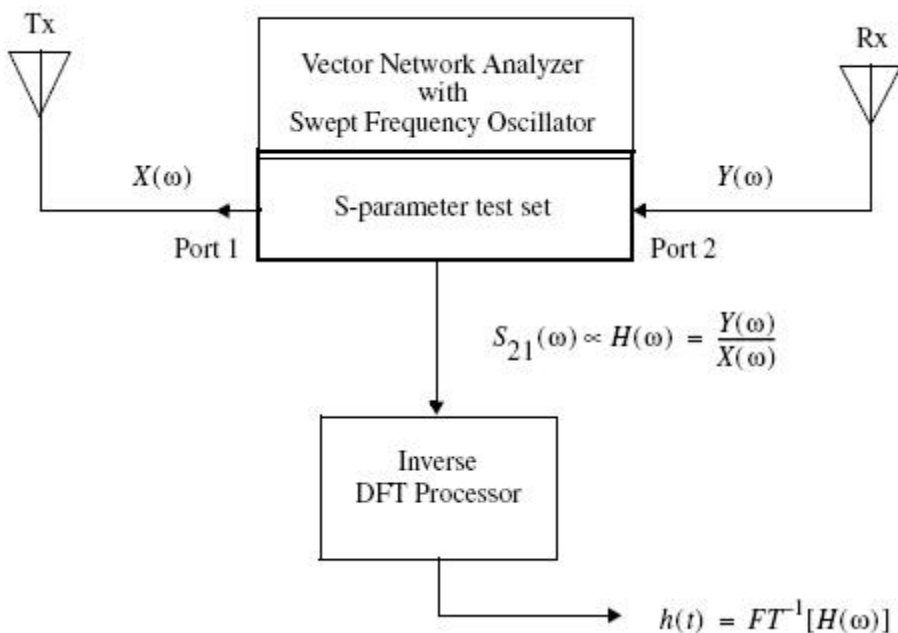 Tx
Vector Network Analyzer
with
Swept Frequency Oscillator
Rx
X(ω)
S-parameter test set
Y(ω)
Port 1
Port 2
S₂₁(ω) ∝ H(ω) = Y(ω)/X(ω)
Inverse
DFT Processor
h(t) = FT⁻¹[H(ω)]